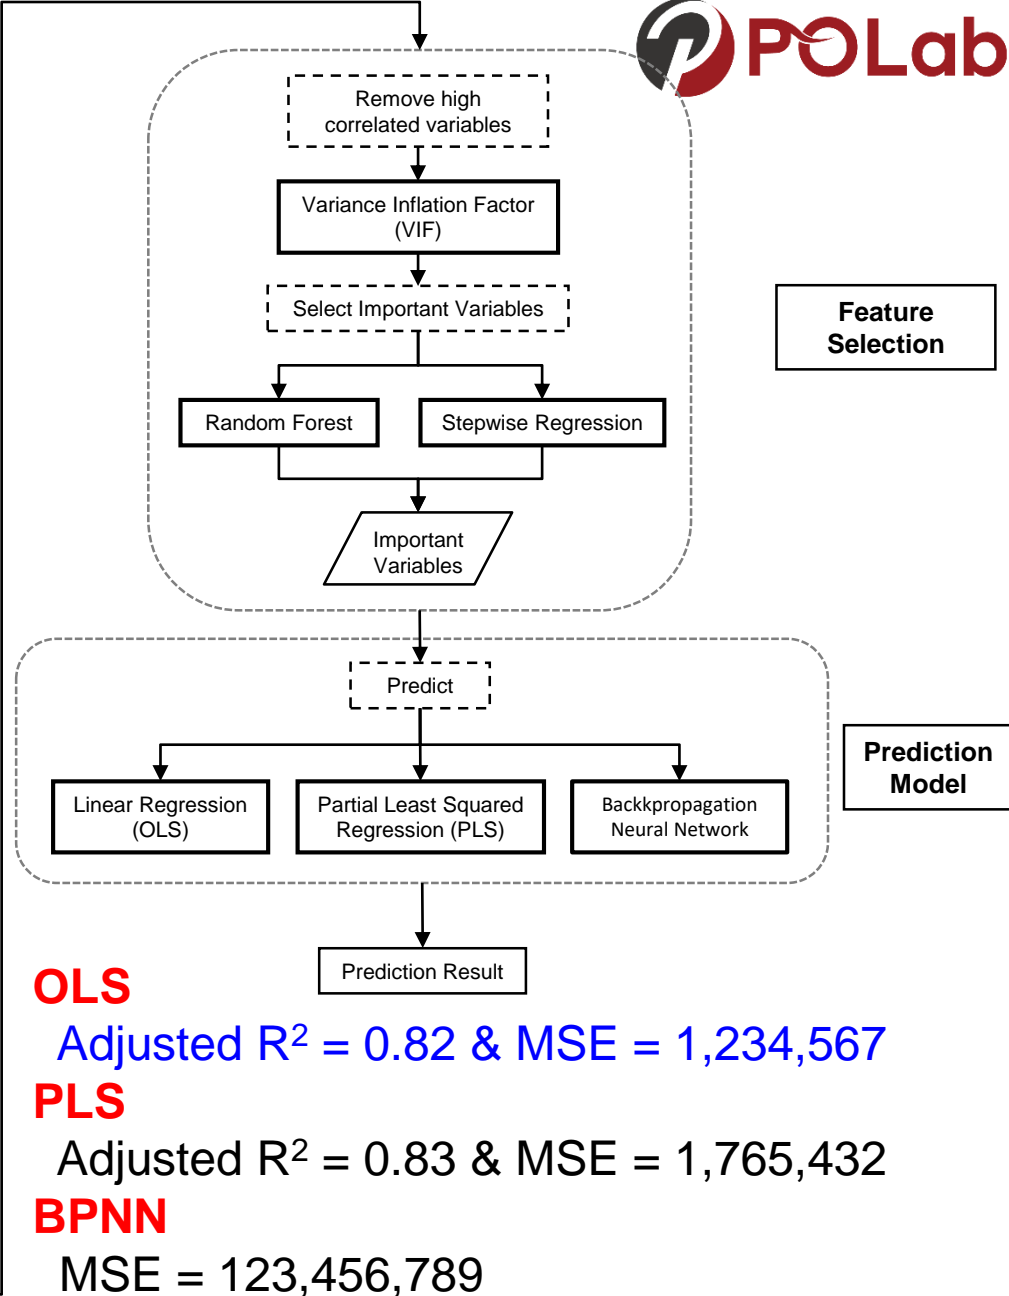 POLab
Remove high
correlated variables
Variance Inflation Factor
(VIF)
Select Important Variables
Feature
Selection
Random Forest
Stepwise Regression
Important
Variables
Predict
Prediction
Model
Linear Regression
(OLS)
Partial Least Squared
Regression (PLS)
Backkpropagation
Neural Network
Prediction Result
OLS
Adjusted R² = 0.82 & MSE = 1,234,567
PLS
Adjusted R² = 0.83 & MSE = 1,765,432
BPNN
MSE = 123,456,789